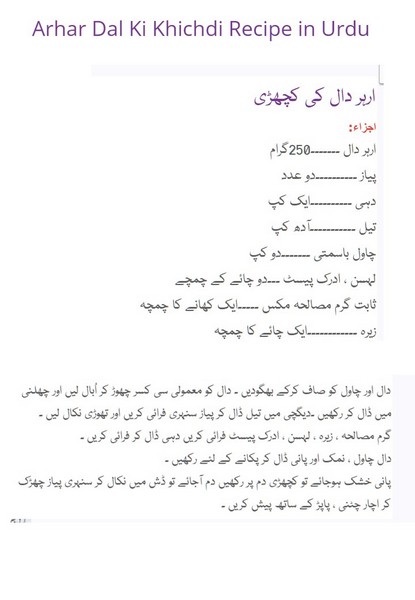 Arhar Dal Ki Khichdi Recipe in Urdu
ارہر دال کی کچھڑی
اجزاء:
ارہر دال -------250گرام
پیاز ----------دو عدد
دہی ----------ایک کپ
تیل -----------آدھ کپ
چاول باسمتی -------دو کپ
لہسن ، ادرک پیسٹ ---دو چائے کے چمچے
ثابت گرم مصالحہ مکس -----ایک کھانے کا چمچہ
زیرہ ------------ایک چائے کا چمچہ
دال اور چاول کو صاف کرکے بھگودیں ۔ دال کو معمولی سی کسر چھوڑ کر اُبال لیں اور چھلنی
میں ڈال کر رکھیں ۔دیگچی میں تیل ڈال کر پیاز سنہری فرائی کریں اور تھوڑی نکال لیں ۔
گرم مصالحہ ، زیرہ ، لہسن ، ادرک پیسٹ فرائی کریں دہی ڈال کر فرائی کریں ۔
دال چاول ، نمک اور پانی ڈال کر پکانے کے لئے رکھیں ۔
پانی خشک ہوجائے تو کچھڑی دم پر رکھیں دم آجائے تو ڈش میں نکال کر سنہری پیاز چھڑک
کر اچار چٹنی ، پاپڑ کے ساتھ پیش کریں ۔